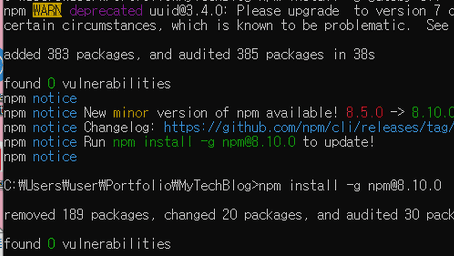 npm WARN deprecated uuid@3.4.0: Please upgrade  to version 7 o
certain circumstances, which is known to be problematic.  See
added 383 packages, and audited 385 packages in 38s
found 0 vulnerabilities
npm notice
npm notice New minor version of npm available! 8.5.0 -> 8.10.0
npm notice Changelog: https://github.com/npm/cli/releases/tag/
npm notice Run npm install -g npm@8.10.0 to update!
npm notice
C:₩Users₩user₩Portfolio₩MyTechBlog>npm install -g npm@8.10.0
removed 189 packages, changed 20 packages, and audited 30 pack
found 0 vulnerabilities